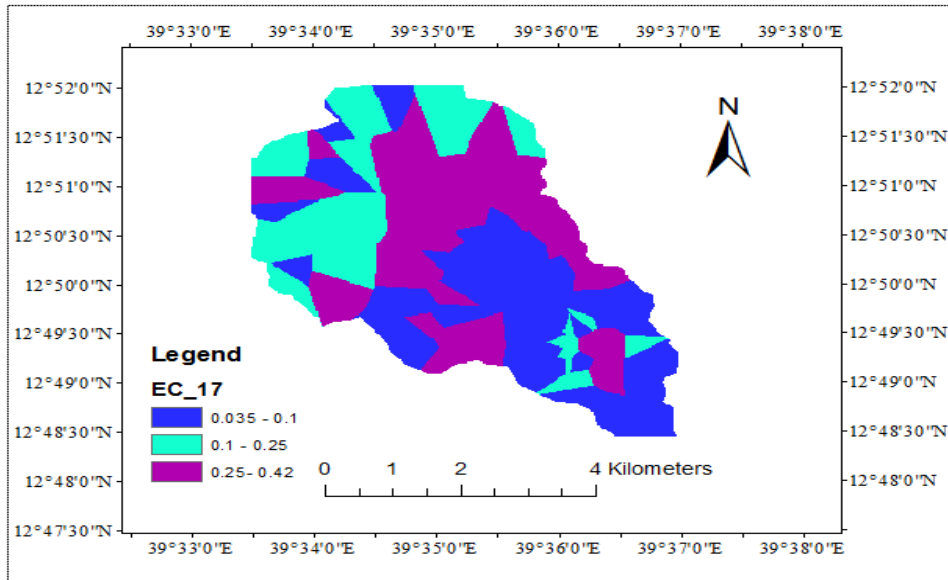 39°33'0"E 39°34'0"E 39°35'0"E 39°36'0"E 39°37'0"E 39°38'0"E
12°52'0"N 12°52'0"N
N
12°51'30"N 12°51'30"N
12°51'0"N 12°51'0"N
12°50'30"N 12°50'30"N
12°50'0"N 12°50'0"N
12°49'30"N 12°49'30"N
Legend
12°49'0"N 12°49'0"N
EC_17
0.035 - 0.1
12°48'30"N 12°48'30"N
0.1 - 0.25
0 1 2 4 Kilometers
0.25- 0.42
12°48'0"N 12°48'0"N
12°47'30"N
39°33'0"E 39°34'0"E 39°35'0"E 39°36'0"E 39°37'0"E 39°38'0"E